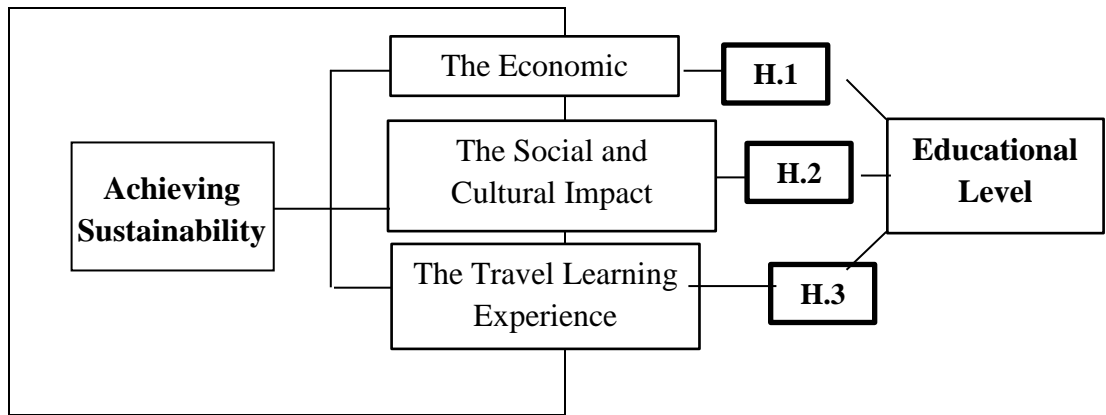 The Economic
H.1
The Social and
Cultural Impact
H.2
Educational
Level
Achieving
Sustainability
The Travel Learning
Experience
H.3